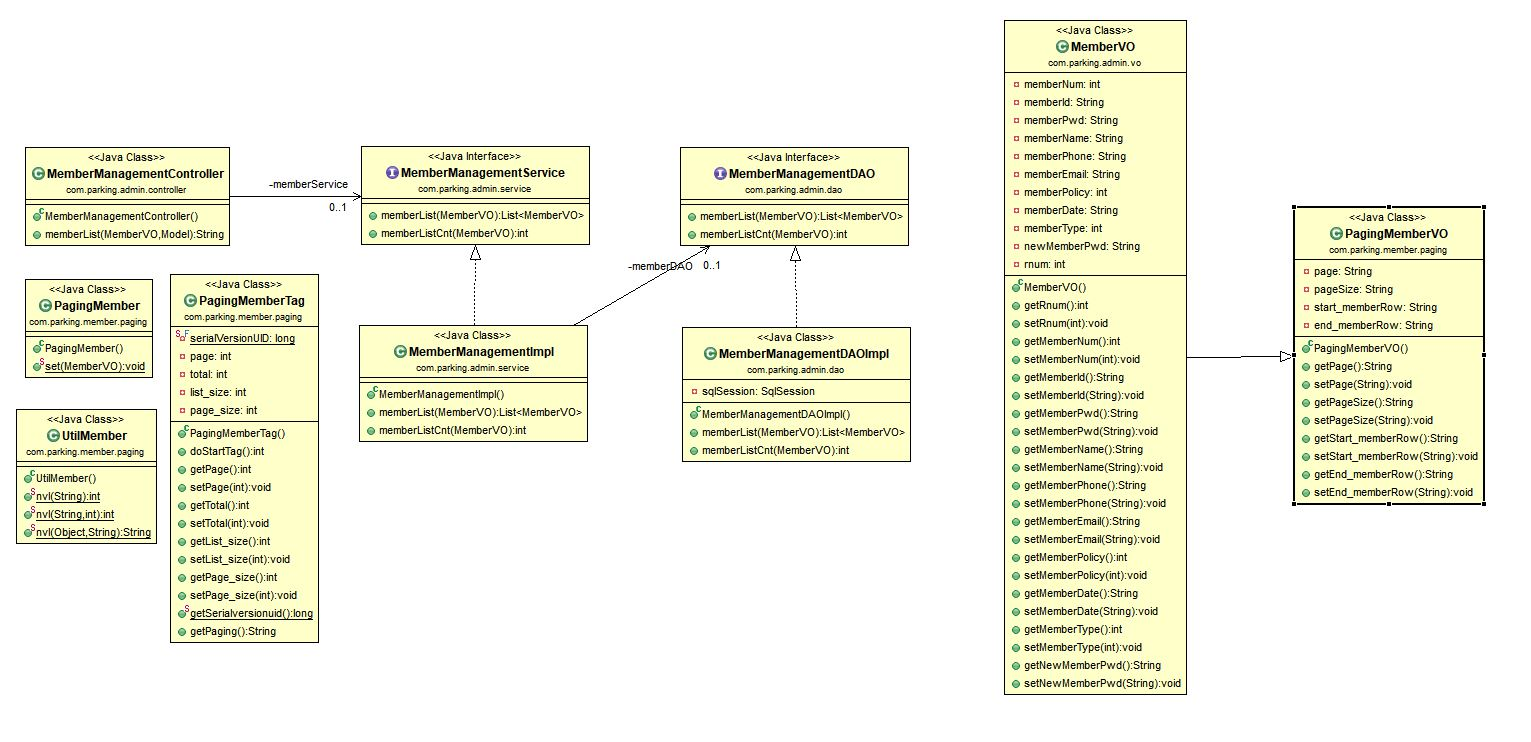 <<Java Class>>
MemberManagementController
com.parking.admin.controller
MemberManagementController()
memberList(MemberVO,Model):String
-memberService
0..1
<<Java Interface>>
MemberManagementService
com.parking.admin.service
memberList(MemberVO):List<MemberVO>
memberListCnt(MemberVO):int
<<Java Interface>>
MemberManagementDAO
com.parking.admin.dao
memberList(MemberVO):List<MemberVO>
memberListCnt(MemberVO):int
-memberDAO
0..1
<<Java Class>>
PagingMember
com.parking.member.paging
PagingMember()
set(MemberVO):void
<<Java Class>>
UtilMember
com.parking.member.paging
UtilMember()
nvl(String):int
nvl(String,int):int
nvl(Object,String):String
<<Java Class>>
PagingMemberTag
com.parking.member.paging
serialVersionUID: long
page: int
total: int
list_size: int
page_size: int
PagingMemberTag()
doStartTag():int
getPage():int
setPage(int):void
getTotal():int
setTotal(int):void
getList_size():int
setList_size(int):void
getPage_size():int
setPage_size(int):void
getSerialversionuid():long
getPaging():String
<<Java Class>>
MemberManagementImpl
com.parking.admin.service
MemberManagementImpl()
memberList(MemberVO):List<MemberVO>
memberListCnt(MemberVO):int
<<Java Class>>
MemberManagementDAOImpl
com.parking.admin.dao
sqlSession: SqlSession
MemberManagementDAOImpl()
memberList(MemberVO):List<MemberVO>
memberListCnt(MemberVO):int
<<Java Class>>
MemberVO
com.parking.admin.vo
memberNum: int
memberId: String
memberPwd: String
memberName: String
memberPhone: String
memberEmail: String
memberPolicy: int
memberDate: String
memberType: int
newMemberPwd: String
rnum: int
MemberVO()
getRnum():int
setRnum(int):void
getMemberNum():int
setMemberNum(int):void
getMemberId():String
setMemberId(String):void
getMemberPwd():String
setMemberPwd(String):void
getMemberName():String
setMemberName(String):void
getMemberPhone():String
setMemberPhone(String):void
getMemberEmail():String
setMemberEmail(String):void
getMemberPolicy():int
setMemberPolicy(int):void
getMemberDate():String
setMemberDate(String):void
getMemberType():int
setMemberType(int):void
getNewMemberPwd():String
setNewMemberPwd(String):void
<<Java Class>>
PagingMemberVO
com.parking.member.paging
page: String
pageSize: String
start_memberRow: String
end_memberRow: String
PagingMemberVO()
getPage():String
setPage(String):void
getPageSize():String
setPageSize(String):void
getStart_memberRow():String
setStart_memberRow(String):void
getEnd_memberRow():String
setEnd_memberRow(String):void